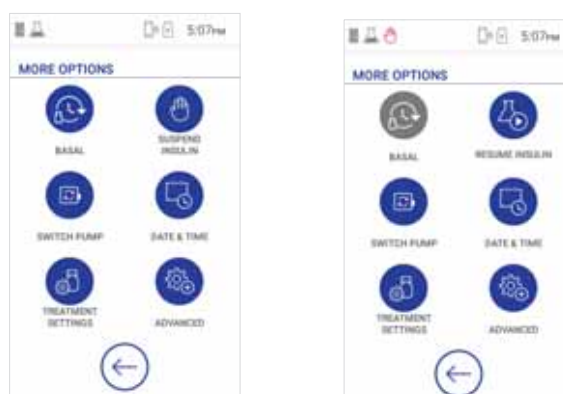 5:07PM
MORE OPTIONS
BASAL
SUSPEND
INSULIN
SWITCH PUMP
DATE & TIME
TREATMENT
SETTINGS
ADVANCED
5:07PM
MORE OPTIONS
BASAL
RESUME INSULIN
SWITCH PUMP
DATE & TIME
TREATMENT
SETTINGS
ADVANCED